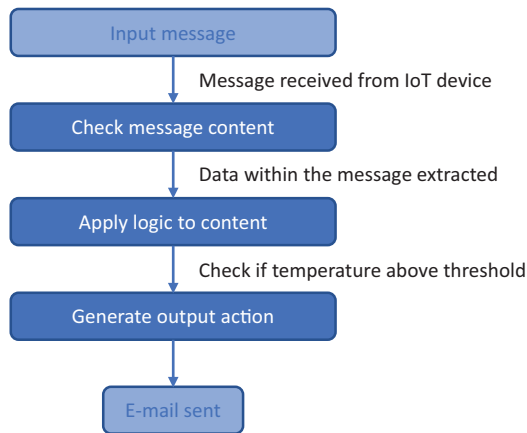 Input message
Message received from IoT device
Check message content
Data within the message extracted
Apply logic to content
Check if temperature above threshold
Generate output action
E-mail sent